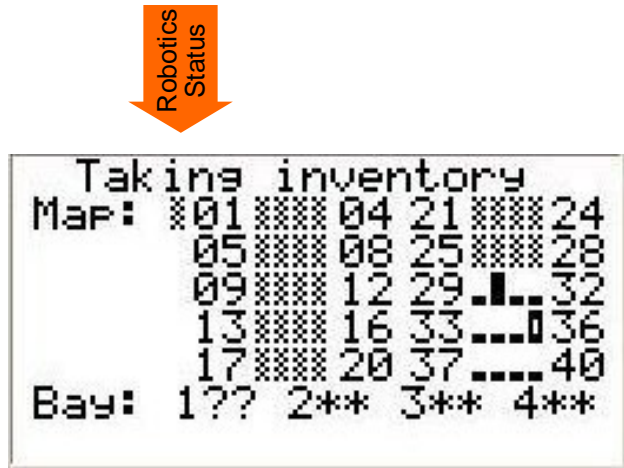 Robotics
Status
Taking inventory
Map: ▒01▒▒▒▒04 21▒▒▒▒24
05▒▒▒▒08 25▒▒▒▒28
09▒▒▒▒12 29▂█▂▂32
13▒▒▒▒16 33▂▂▂▯36
17▒▒▒▒20 37▂▂▂▂40
Bay: 1?? 2** 3** 4**